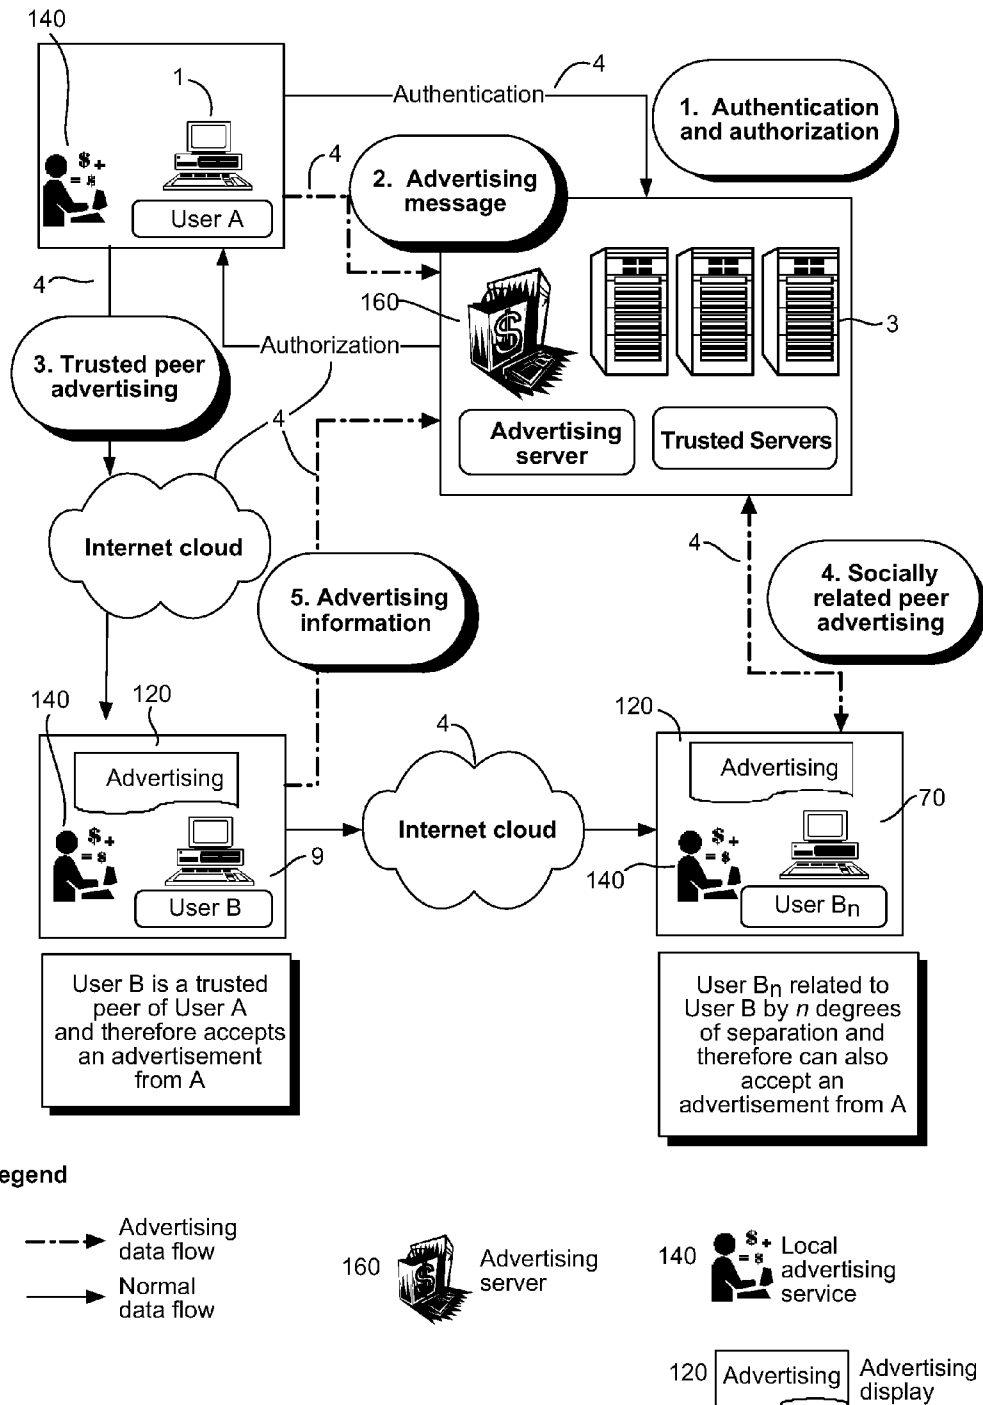 140
1
4
Authentication
1. Authentication
and authorization
4
2. Advertising
message
$ +
= $
User A
4
160
$
3
Authorization
3. Trusted peer
advertising
4
Advertising
server
Trusted Servers
Internet cloud
4
5. Advertising
information
4. Socially
related peer
advertising
140
120
4
120
Advertising
Advertising
70
$ +
= $
Internet cloud
$ +
= $
9
140
User B
User Bn
User B is a trusted
peer of User A
and therefore accepts
an advertisement
from A
User Bn related to
User B by n degrees
of separation and
therefore can also
accept an
advertisement from A
egend
Advertising
data flow
Normal
data flow
160
$
Advertising
server
140
$ +
= $
Local
advertising
service
120
Advertising
Advertising
display